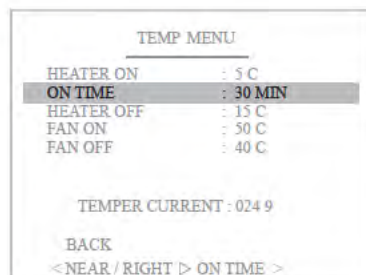 TEMP MENU
HEATER ON : 5 C
ON TIME : 30 MIN
HEATER OFF : 15 C
FAN ON : 50 C
FAN OFF : 40 C
TEMPER CURRENT : 024 9
BACK
< NEAR / RIGHT ▷ ON TIME >